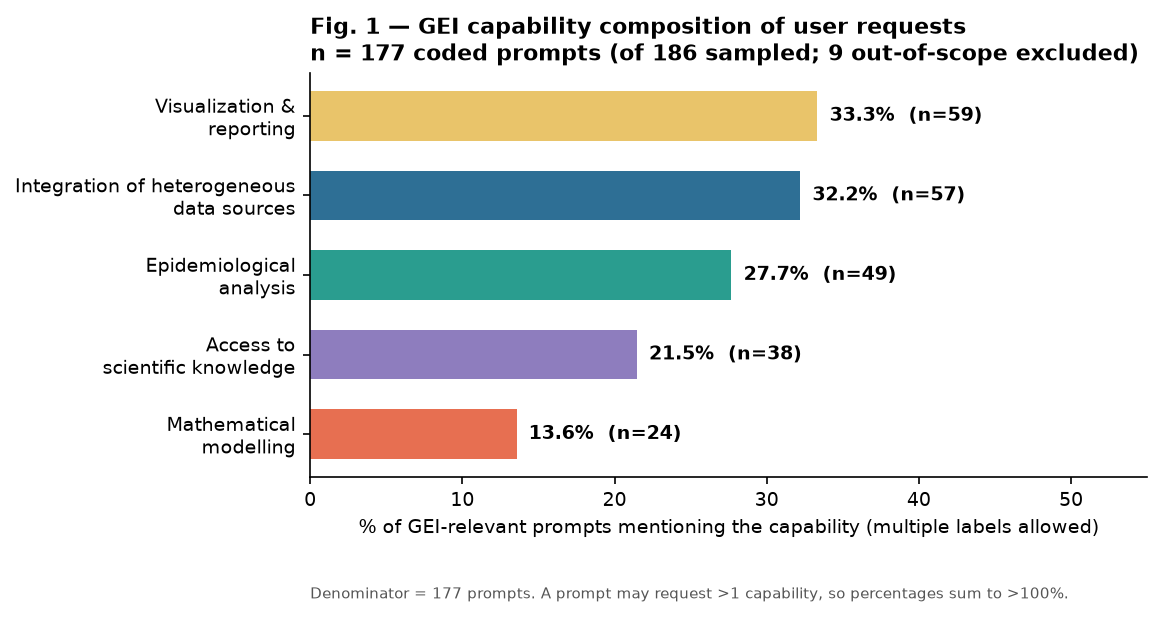 Fig. 1 — GEI capability composition of user requests
n = 177 coded prompts (of 186 sampled; 9 out-of-scope excluded)
Visualization &
reporting
33.3%  (n=59)
Integration of heterogeneous
data sources
32.2%  (n=57)
Epidemiological
analysis
27.7%  (n=49)
Access to
scientific knowledge
21.5%  (n=38)
Mathematical
modelling
13.6%  (n=24)
0 10 20 30 40 50
% of GEI-relevant prompts mentioning the capability (multiple labels allowed)
Denominator = 177 prompts. A prompt may request >1 capability, so percentages sum to >100%.